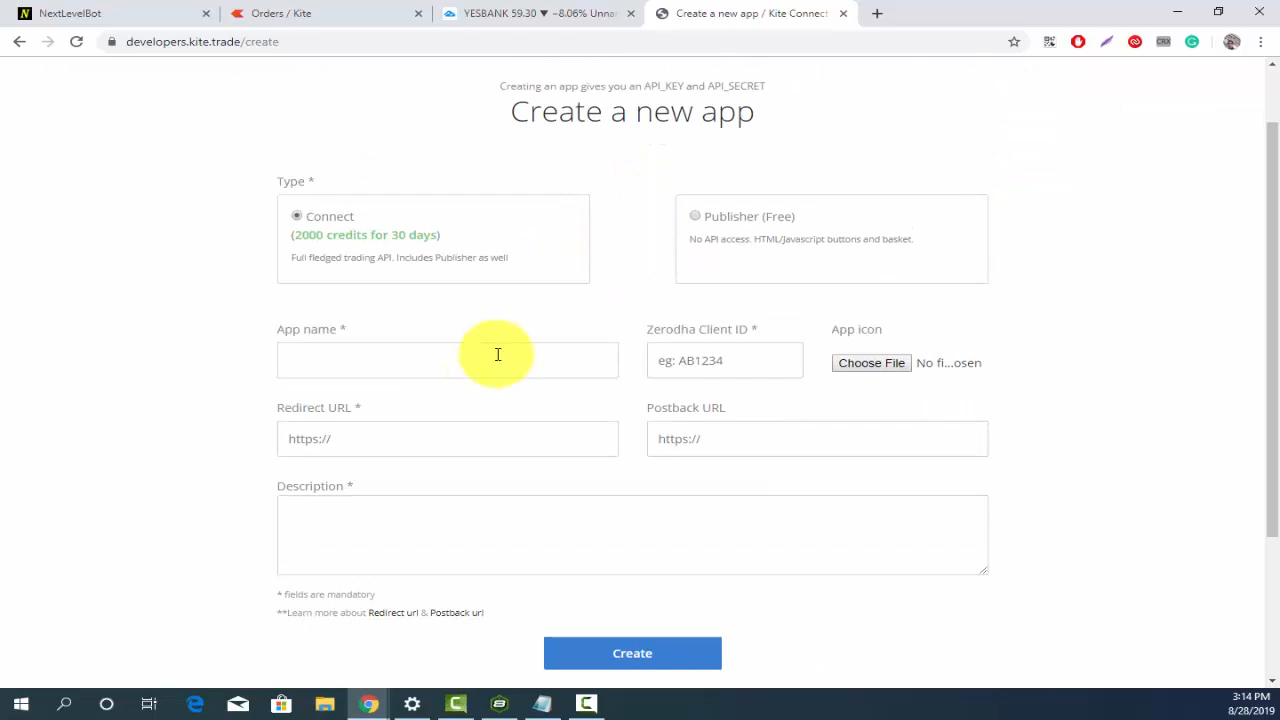 NextLevelBot
Orders / Kite
YESBANK 59.30 ▼ −8.06% Unna
Create a new app / Kite Connect
developers.kite.trade/create
CRX
Creating an app gives you an API_KEY and API_SECRET
Create a new app
Type *
Connect
(2000 credits for 30 days)
Full fledged trading API. Includes Publisher as well
Publisher (Free)
No API access. HTML/Javascript buttons and basket.
App name *
Zerodha Client ID *
App icon
eg: AB1234
Choose File No fi...osen
Redirect URL *
Postback URL
https://
https://
Description *
* fields are mandatory
**Learn more about Redirect url & Postback url
Create
3:14 PM
8/28/2019